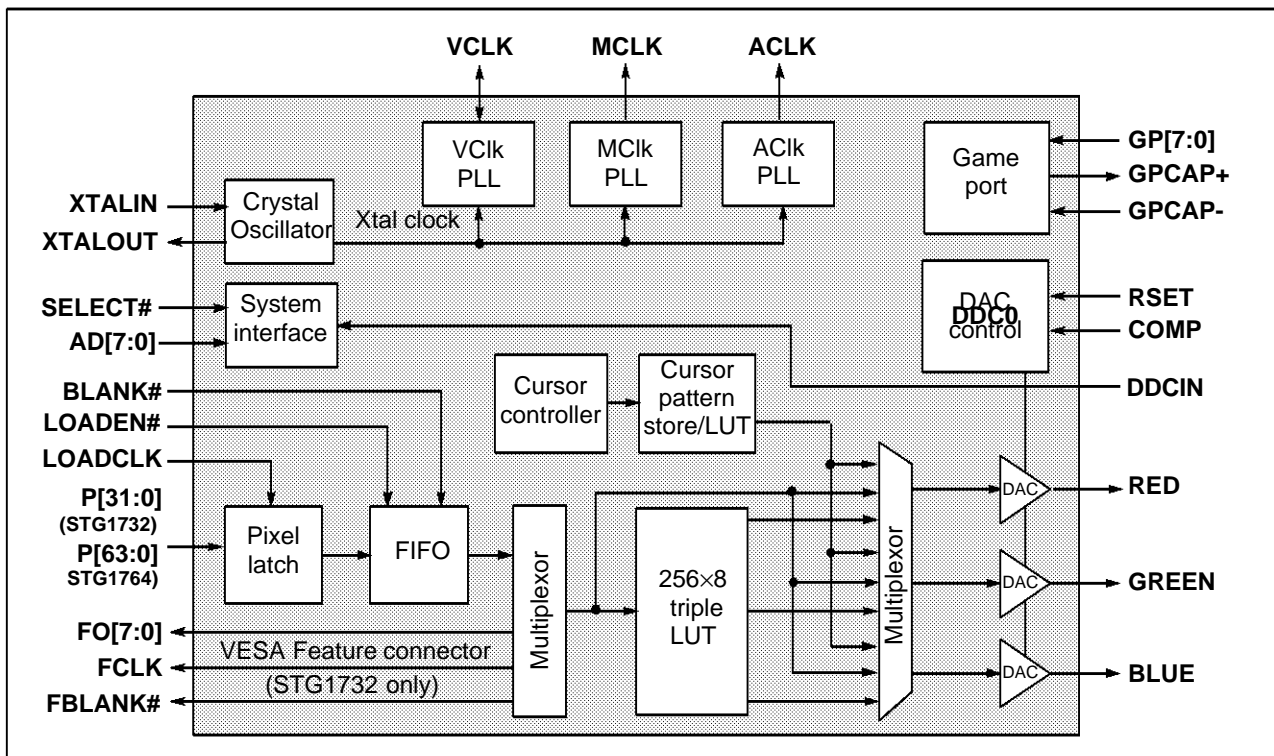 VCLK
MCLK
ACLK
VClk
PLL
MClk
PLL
AClk
PLL
Game
port
GP[7:0]
GPCAP+
GPCAP-
XTALIN
XTALOUT
Crystal
Oscillator
Xtal clock
SELECT#
AD[7:0]
System
interface
DAC
DDC0
control
RSET
COMP
DDCIN
BLANK#
LOADEN#
LOADCLK
P[31:0]
(STG1732)
P[63:0]
STG1764)
Cursor
controller
Cursor
pattern
store/LUT
Pixel
latch
FIFO
Multiplexor
256×8
triple
LUT
Multiplexor
DAC
RED
DAC
GREEN
DAC
BLUE
FO[7:0]
VESA Feature connector
FCLK
(STG1732 only)
FBLANK#